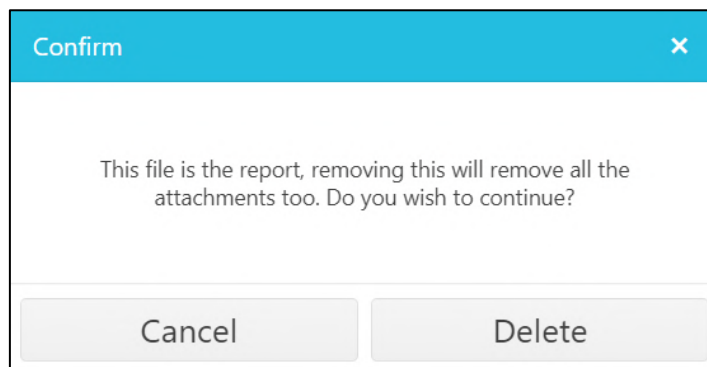 Confirm
This file is the report, removing this will remove all the
attachments too. Do you wish to continue?
Cancel
Delete